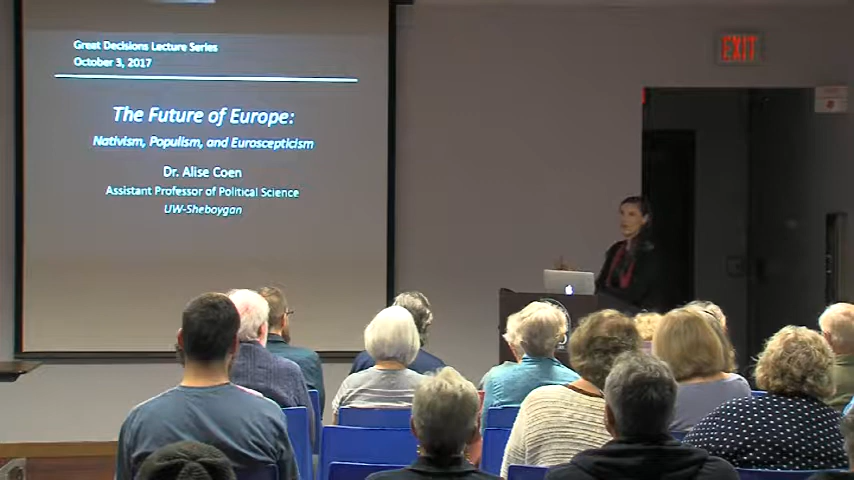 Great Decisions Lecture Series
October 3, 2017
The Future of Europe:
Nativism, Populism, and Euroscepticism
Dr. Alise Coen
Assistant Professor of Political Science
UW-Sheboygan
EXIT